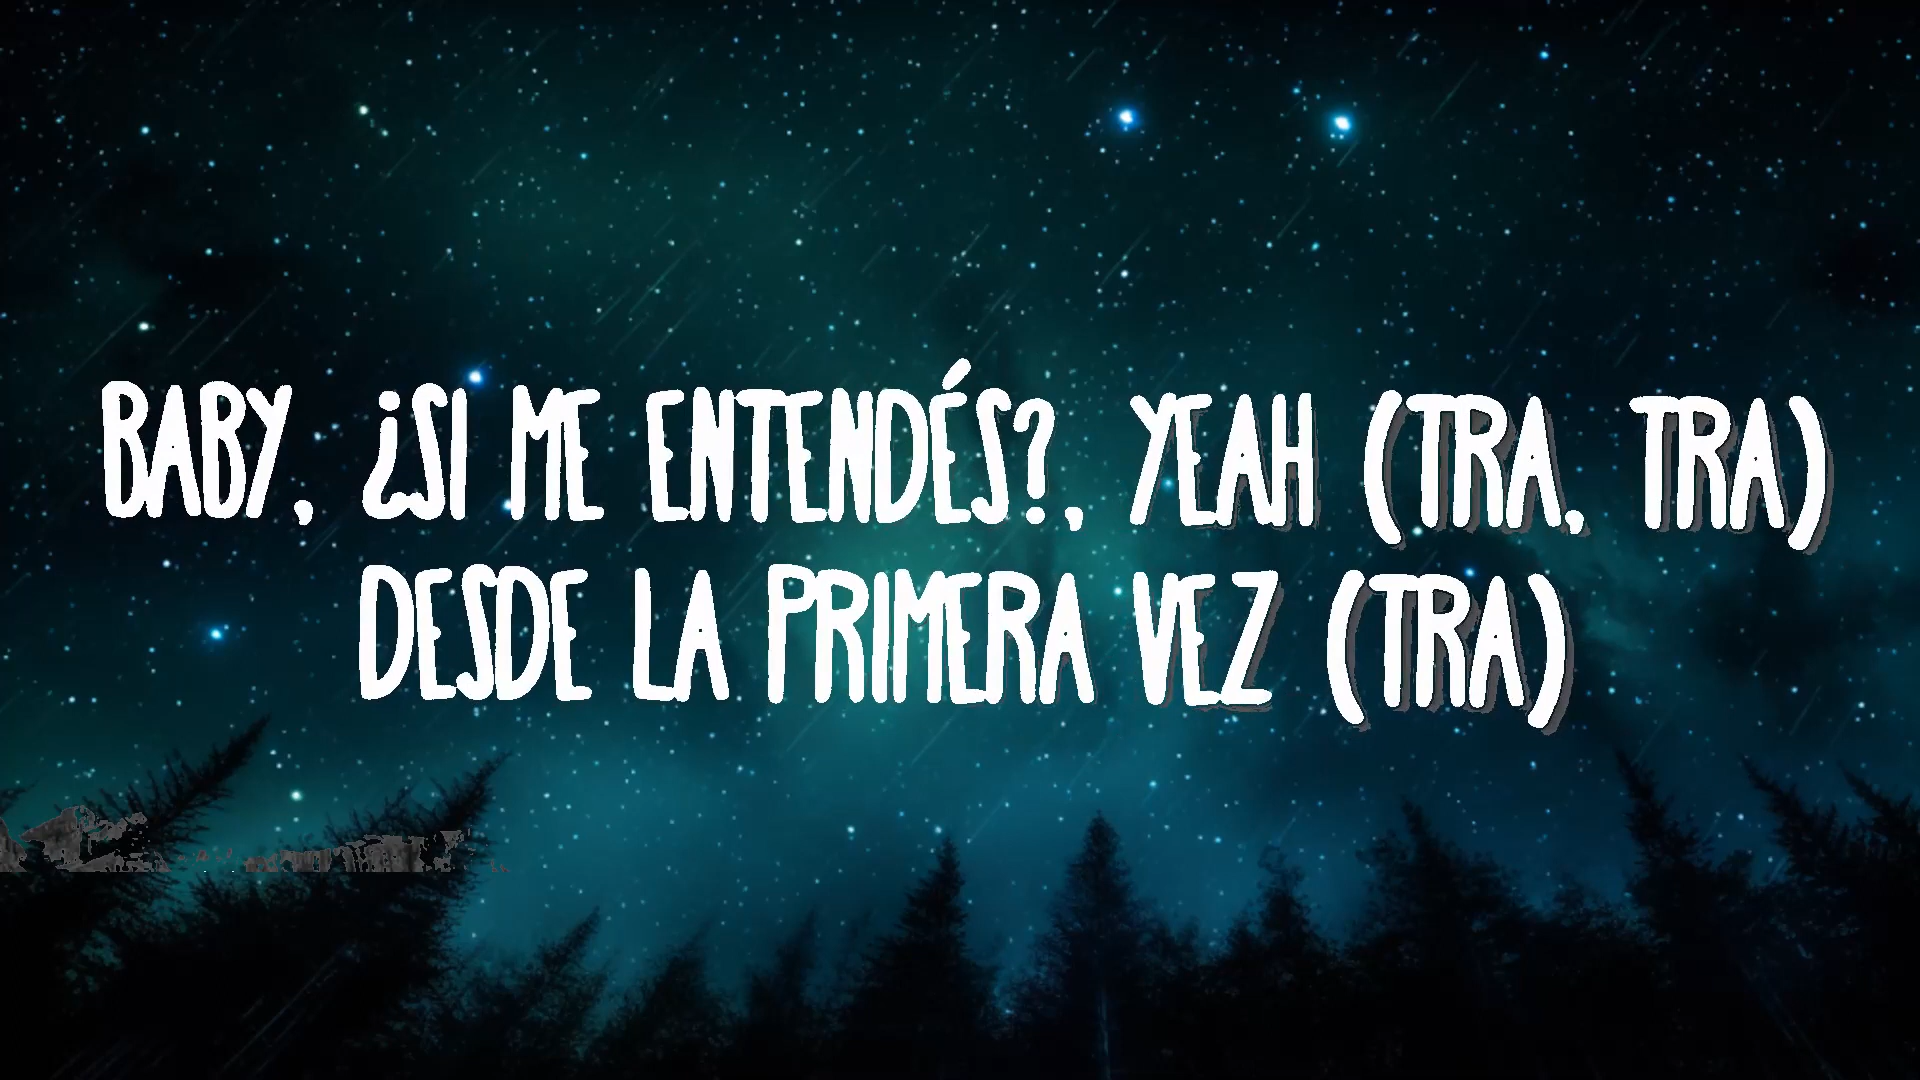 BABY, ¿SI ME ENTENDÉS?, YEAH (TRA, TRA)
DESDE LA PRIMERA VEZ (TRA)